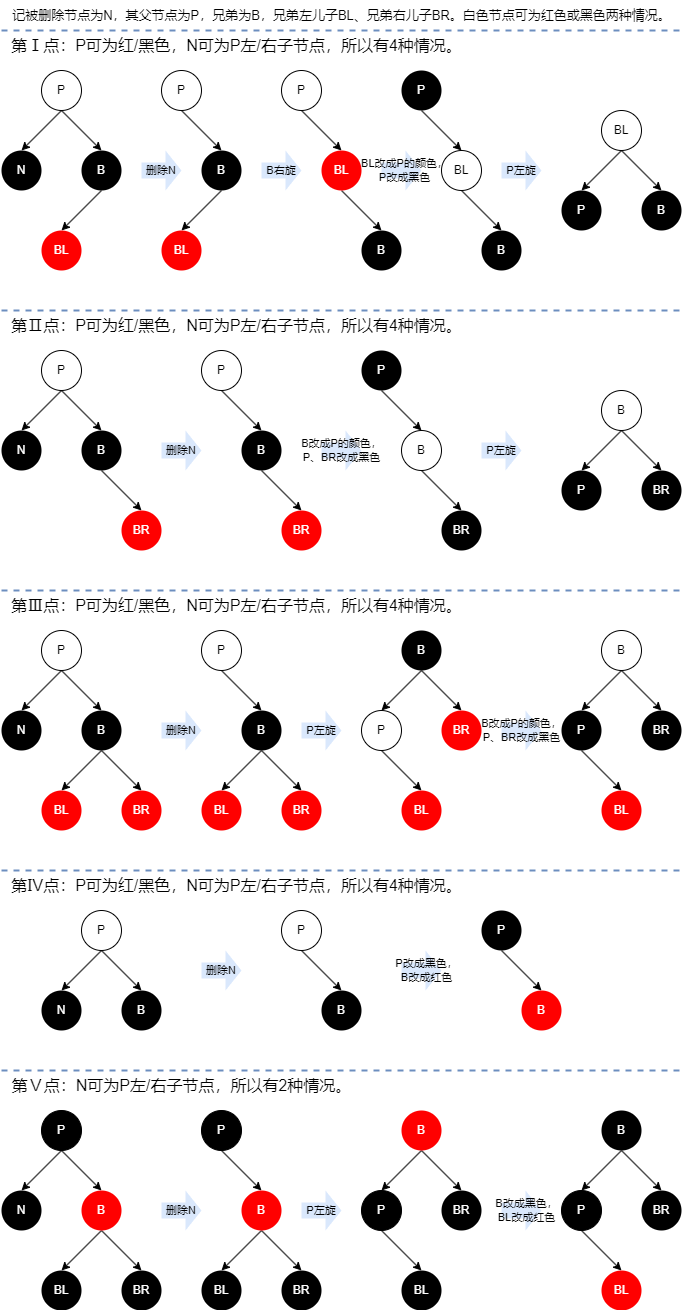 记被删除节点为N，其父节点为P，兄弟为B，兄弟左儿子BL、兄弟右儿子BR。白色节点可为红色或黑色两种情况。
第Ⅰ点：P可为红/黑色，N可为P左/右子节点，所以有4种情况。
P P P P
BL
N B 删除N B B右旋 BL BL改成P的颜色， BL P左旋
P改成黑色
P B
BL BL B B
第Ⅱ点：P可为红/黑色，N可为P左/右子节点，所以有4种情况。
P P P
B
N B 删除N B B改成P的颜色， B P左旋
P、BR改成黑色
P BR
BR BR BR
第Ⅲ点：P可为红/黑色，N可为P左/右子节点，所以有4种情况。
P P B B
N B 删除N B P左旋 P BR B改成P的颜色， P BR
P、BR改成黑色
BL BR BL BR BL BL
第Ⅳ点：P可为红/黑色，N可为P左/右子节点，所以有4种情况。
P P P
N B 删除N B P改成黑色， B
B改成红色
第Ⅴ点：N可为P左/右子节点，所以有2种情况。
P P B B
N B 删除N B P左旋 P BR B改成黑色， P BR
BL改成红色
BL BR BL BR BL BL